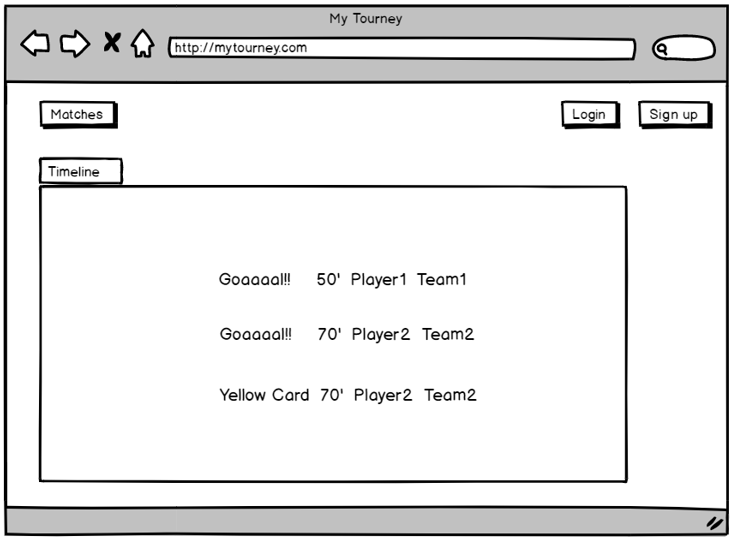 My Tourney
http://mytourney.com
Matches
Login
Sign up
Timeline
Goaaaal!! 50' Player1 Team1
Goaaaal!! 70' Player2 Team2
Yellow Card 70' Player2 Team2